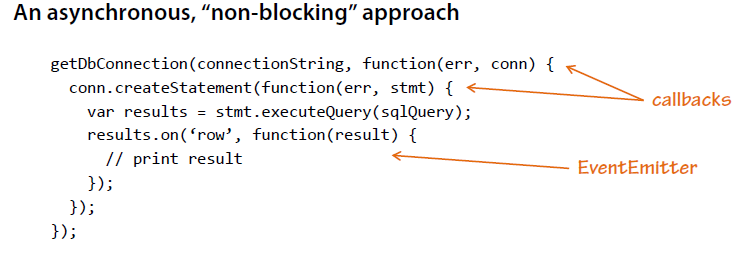 An asynchronous, “non-blocking” approach
getDbConnection(connectionString, function(err, conn) {
conn.createStatement(function(err, stmt) {
var results = stmt.executeQuery(sqlQuery);
results.on(‘row’, function(result) {
// print result
});
});
});
callbacks
EventEmitter